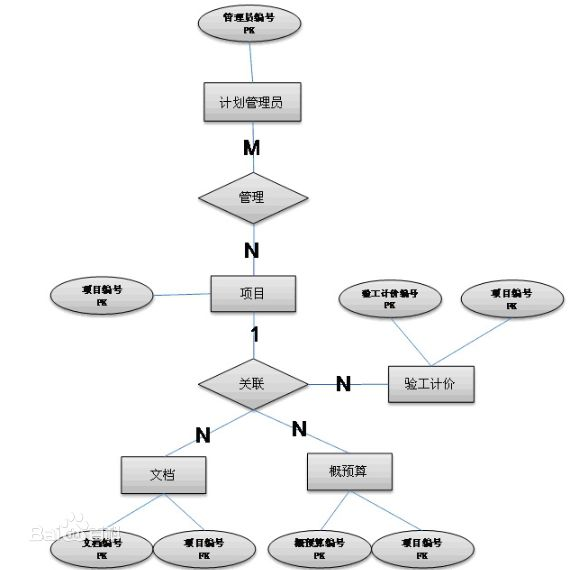 管理员编号
PK
计划管理员
M
管理
N
项目编号
PK
项目
验工计价编号
PK
项目编号
PK
1
关联
N
验工计价
N
N
文档
概预算
Bai百科
文档编号
PK
项目编号
FK
概预算编号
PK
项目编号
FK